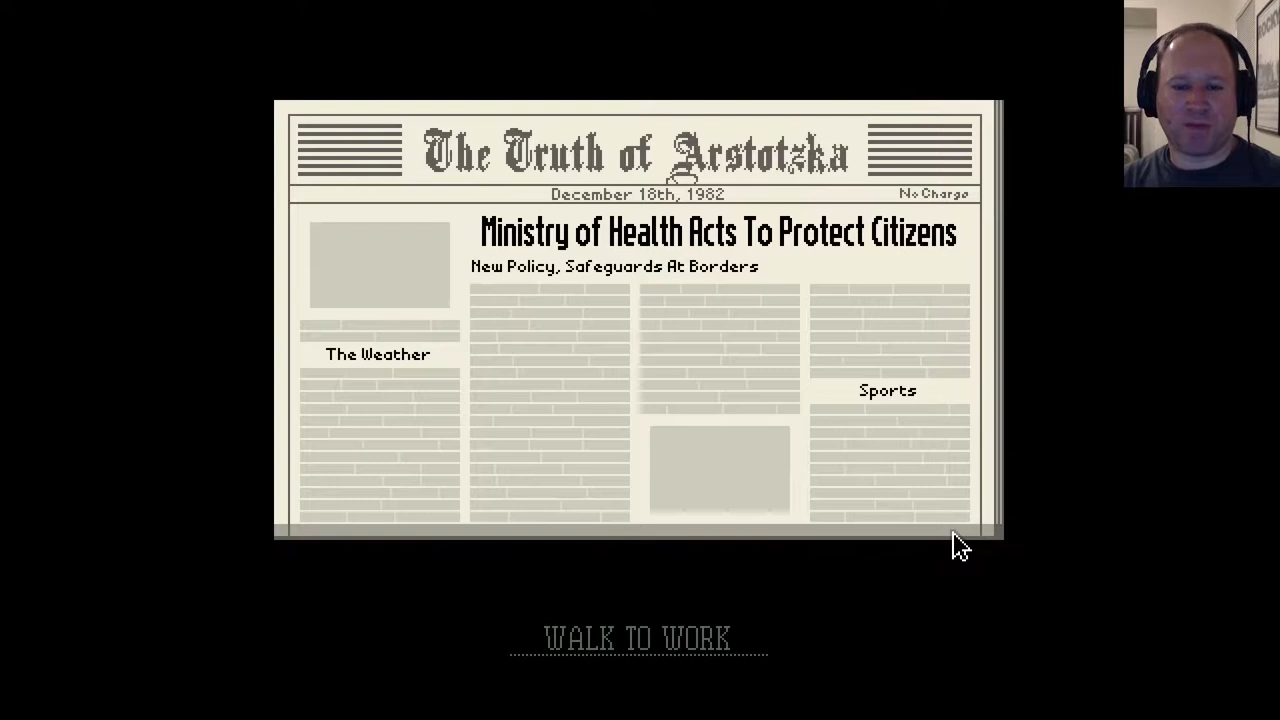 The Truth of Arstotzka
December 18th, 1982
No Charge
Ministry of Health Acts To Protect Citizens
New Policy, Safeguards At Borders
The Weather
Sports
WALK TO WORK